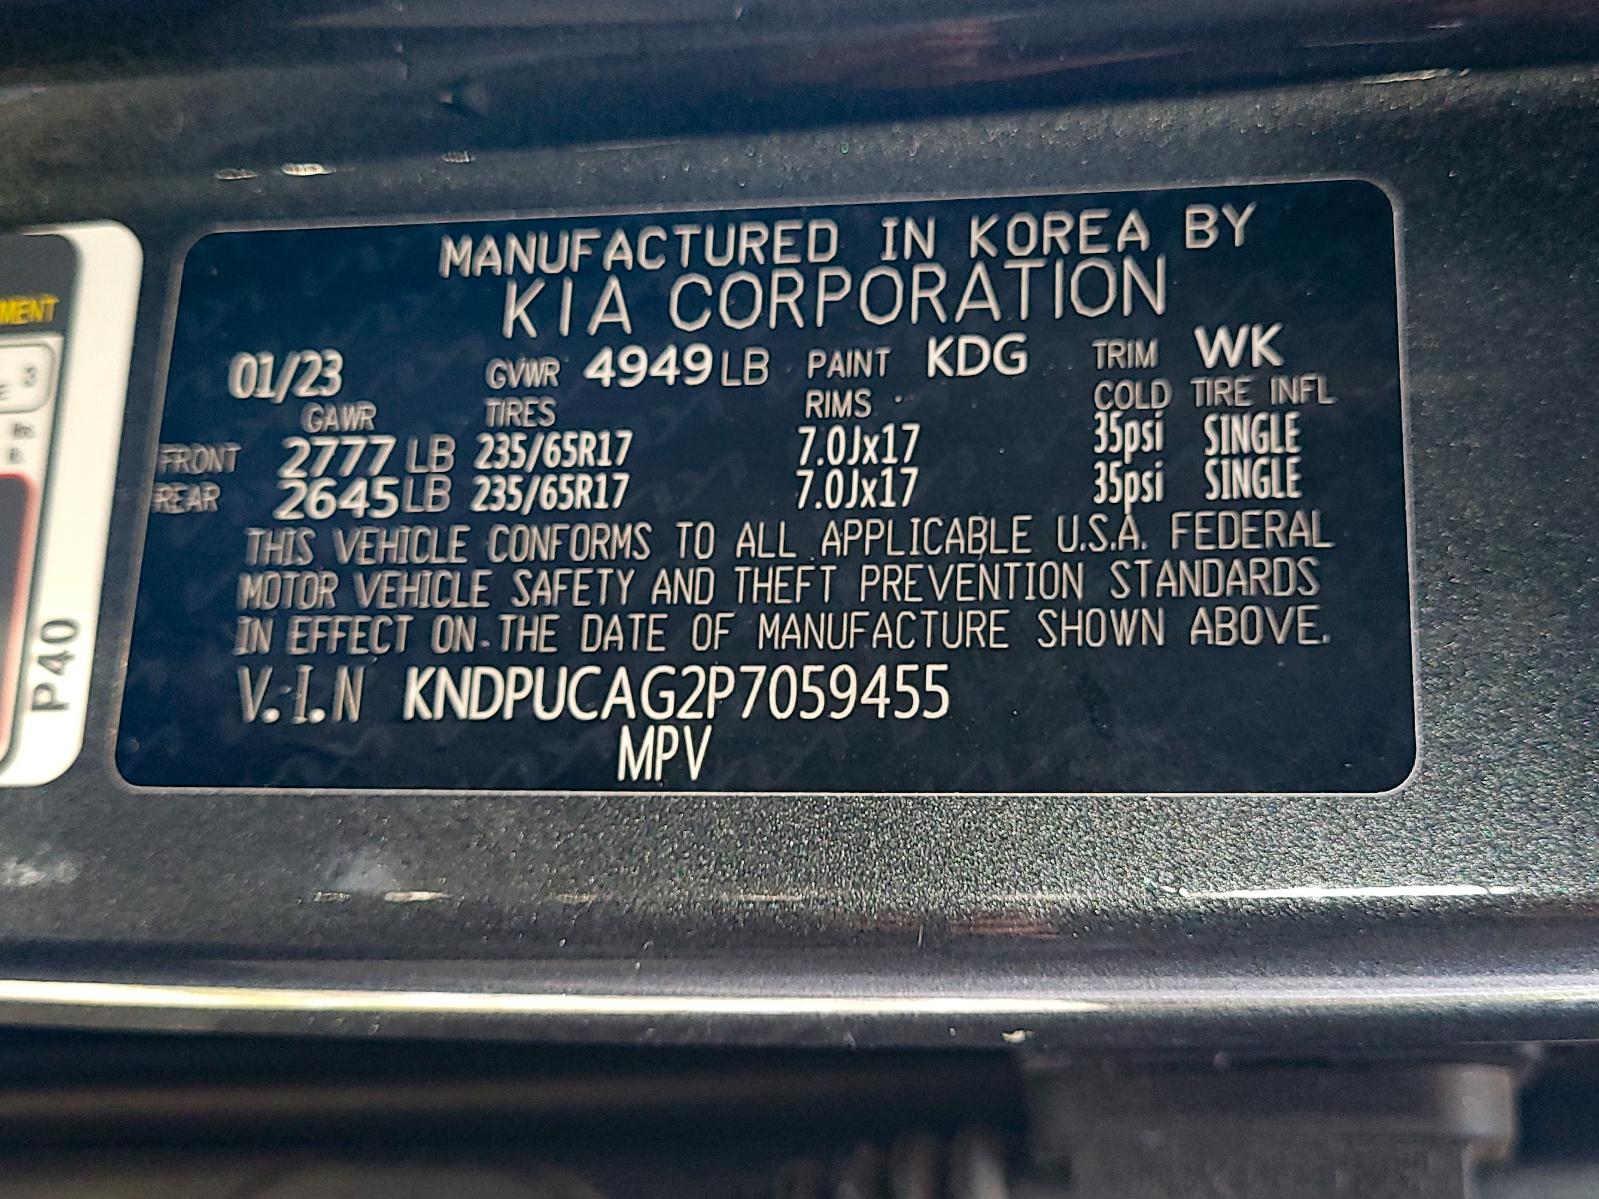 MANUFACTURED IN KOREA BY
KIA CORPORATION
01/23 GVWR 4949 LB PAINT KDG TRIM WK
GAWR TIRES RIMS COLD TIRE INFL
FRONT 2777 LB 235/65R17 7.0Jx17 35psi SINGLE
REAR 2645 LB 235/65R17 7.0Jx17 35psi SINGLE
THIS VEHICLE CONFORMS TO ALL APPLICABLE U.S.A. FEDERAL
MOTOR VEHICLE SAFETY AND THEFT PREVENTION STANDARDS
IN EFFECT ON THE DATE OF MANUFACTURE SHOWN ABOVE.
V.I.N KNDPUCAG2P7059455
MPV
MENT
3
P40